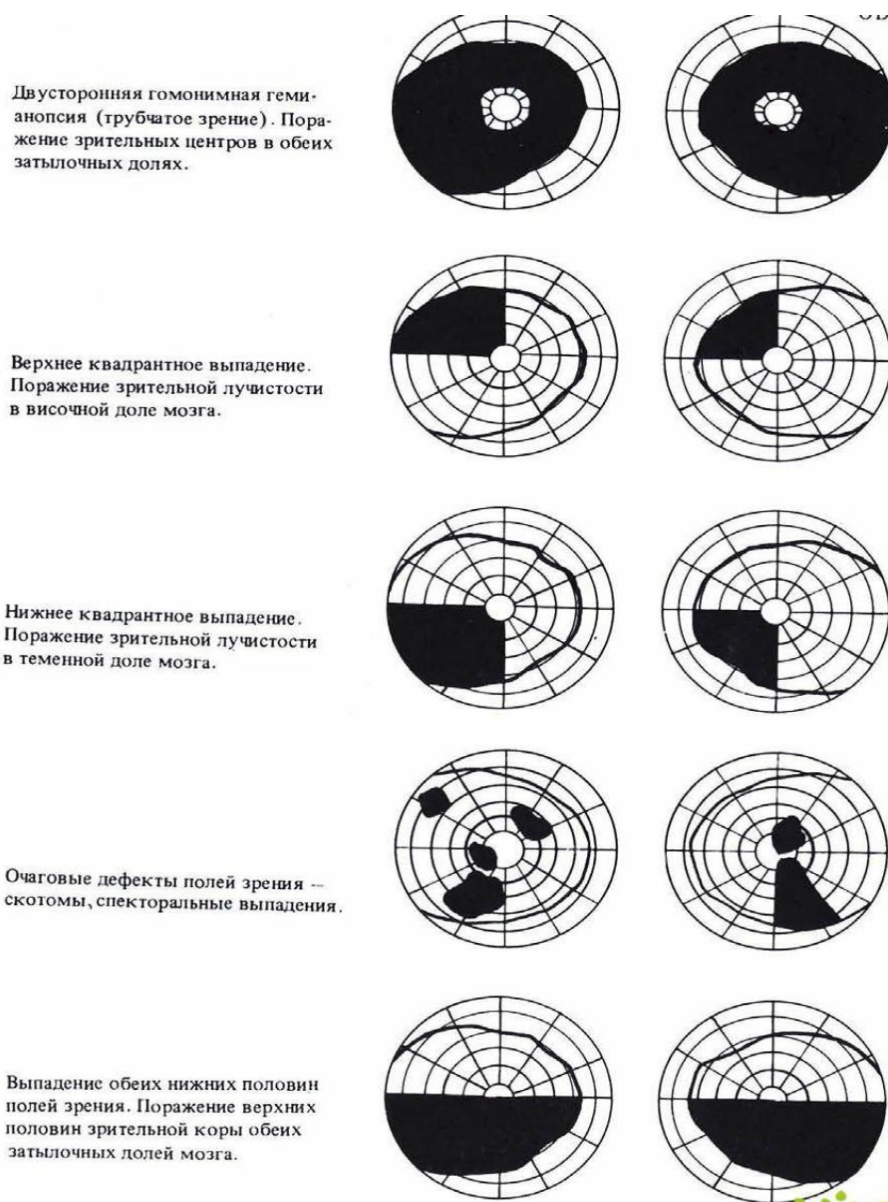 Двусторонняя гомонимная геми-
анопсия (трубчатое зрение). Пора-
жение зрительных центров в обеих
затылочных долях.
Верхнее квадрантное выпадение.
Поражение зрительной лучистости
в височной доле мозга.
Нижнее квадрантное выпадение.
Поражение зрительной лучистости
в теменной доле мозга.
Очаговые дефекты полей зрения —
скотомы, спекторальные выпадения.
Выпадение обеих нижних половин
полей зрения. Поражение верхних
половин зрительной коры обеих
затылочных долей мозга.